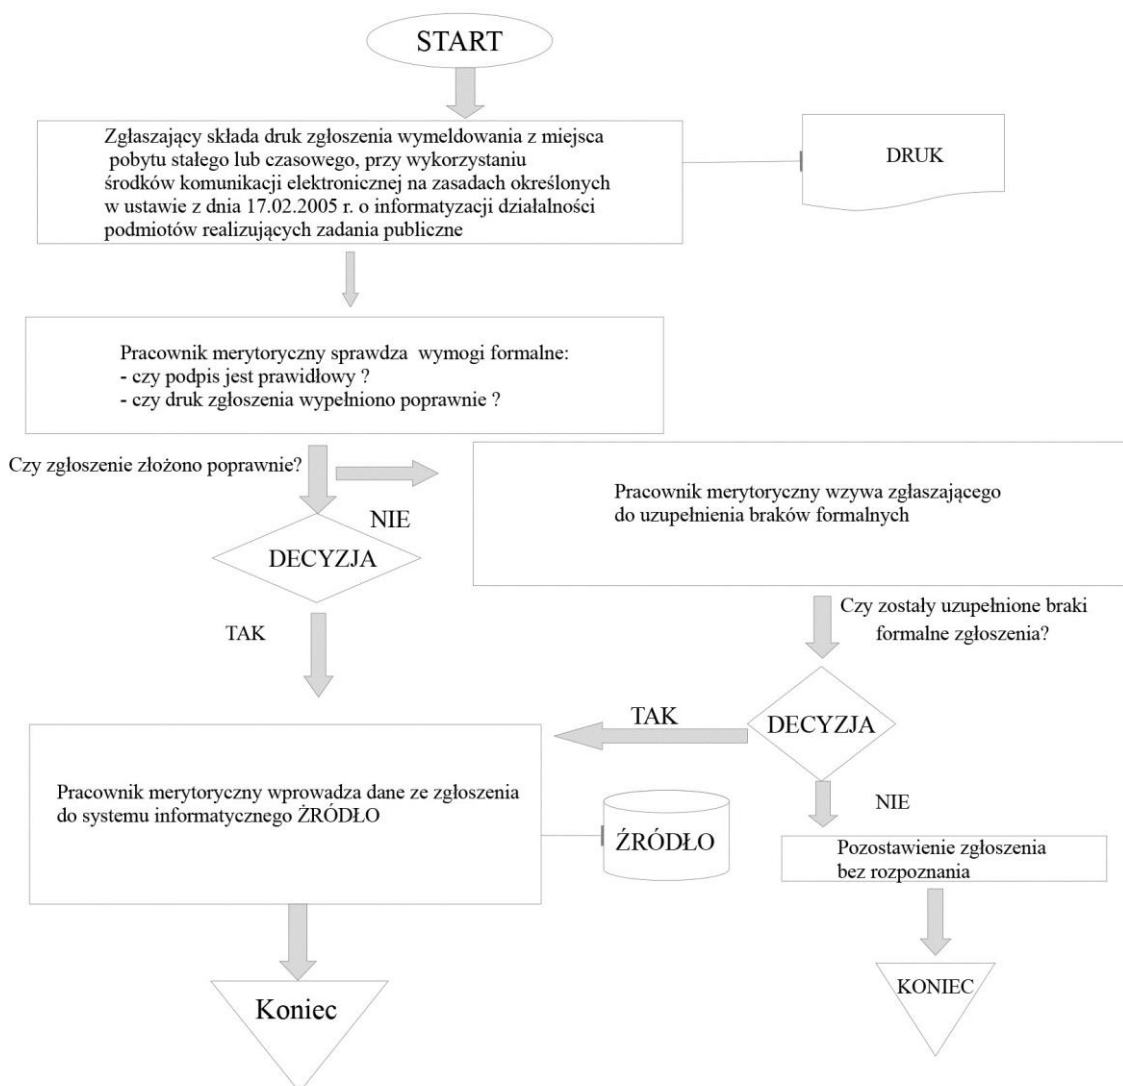 START
Zgłaszający składa druk zgłoszenia wymeldowania z miejsca
pobytu stałego lub czasowego, przy wykorzystaniu
środków komunikacji elektronicznej na zasadach określonych
w ustawie z dnia 17.02.2005 r. o informatyzacji działalności
podmiotów realizujących zadania publiczne
DRUK
Pracownik merytoryczny sprawdza wymogi formalne:
- czy podpis jest prawidłowy ?
- czy druk zgłoszenia wypełniono poprawnie ?
Czy zgłoszenie złożono poprawnie?
NIE
Pracownik merytoryczny wzywa zgłaszającego
do uzupełnienia braków formalnych
DECYZJA
TAK
Czy zostały uzupełnione braki
formalne zgłoszenia?
DECYZJA
TAK
NIE
Pracownik merytoryczny wprowadza dane ze zgłoszenia
do systemu informatycznego ŻRÓDŁO
ŹRÓDŁO
Pozostawienie zgłoszenia
bez rozpoznania
Koniec
KONIEC